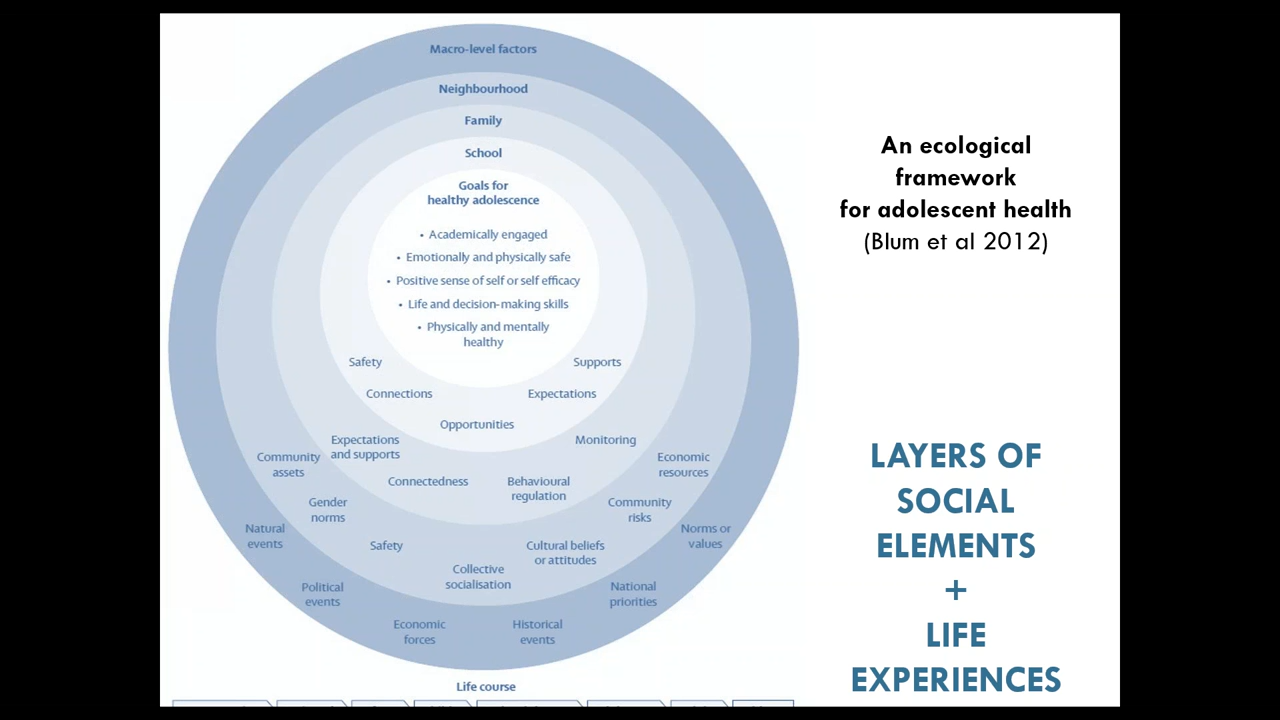 Macro-level factors
Neighbourhood
Family
School
Goals for
healthy adolescence
• Academically engaged
• Emotionally and physically safe
• Positive sense of self or self efficacy
• Life and decision-making skills
• Physically and mentally
healthy
Safety
Supports
Connections
Expectations
Opportunities
Expectations
and supports
Monitoring
Connectedness
Behavioural
regulation
Community
assets
Economic
resources
Gender
norms
Community
risks
Safety
Cultural beliefs
or attitudes
Collective
socialisation
Natural
events
Norms or
values
Political
events
National
priorities
Economic
forces
Historical
events
Life course
An ecological
framework
for adolescent health
(Blum et al 2012)
LAYERS OF
SOCIAL
ELEMENTS
+
LIFE
EXPERIENCES